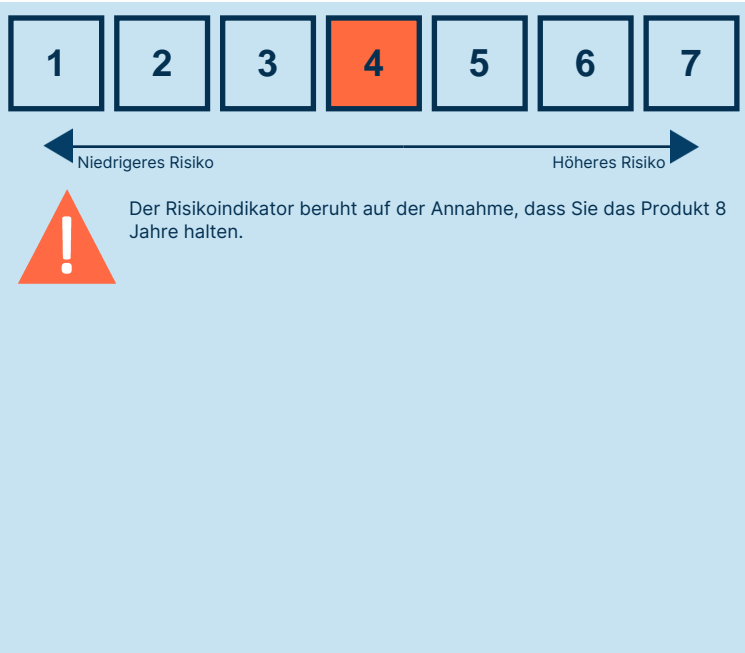 1 2 3 4 5 6 7
Niedrigeres Risiko Höheres Risiko
! Der Risikoindikator beruht auf der Annahme, dass Sie das Produkt 8
Jahre halten.